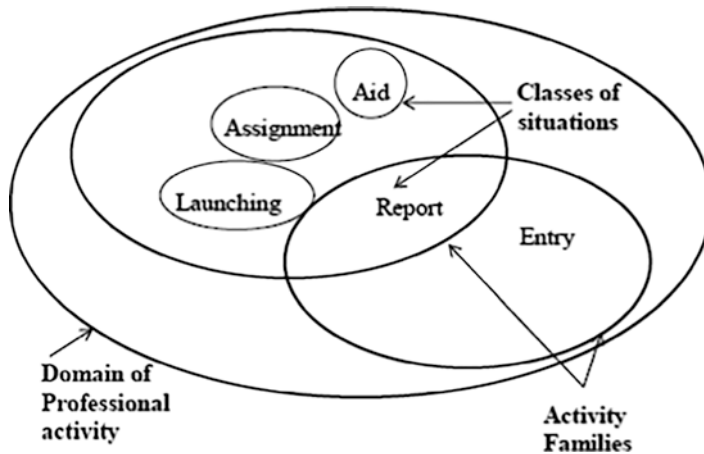 Aid
Classes of
situations
Assignment
Launching
Report
Entry
Domain of
Professional
activity
Activity
Families